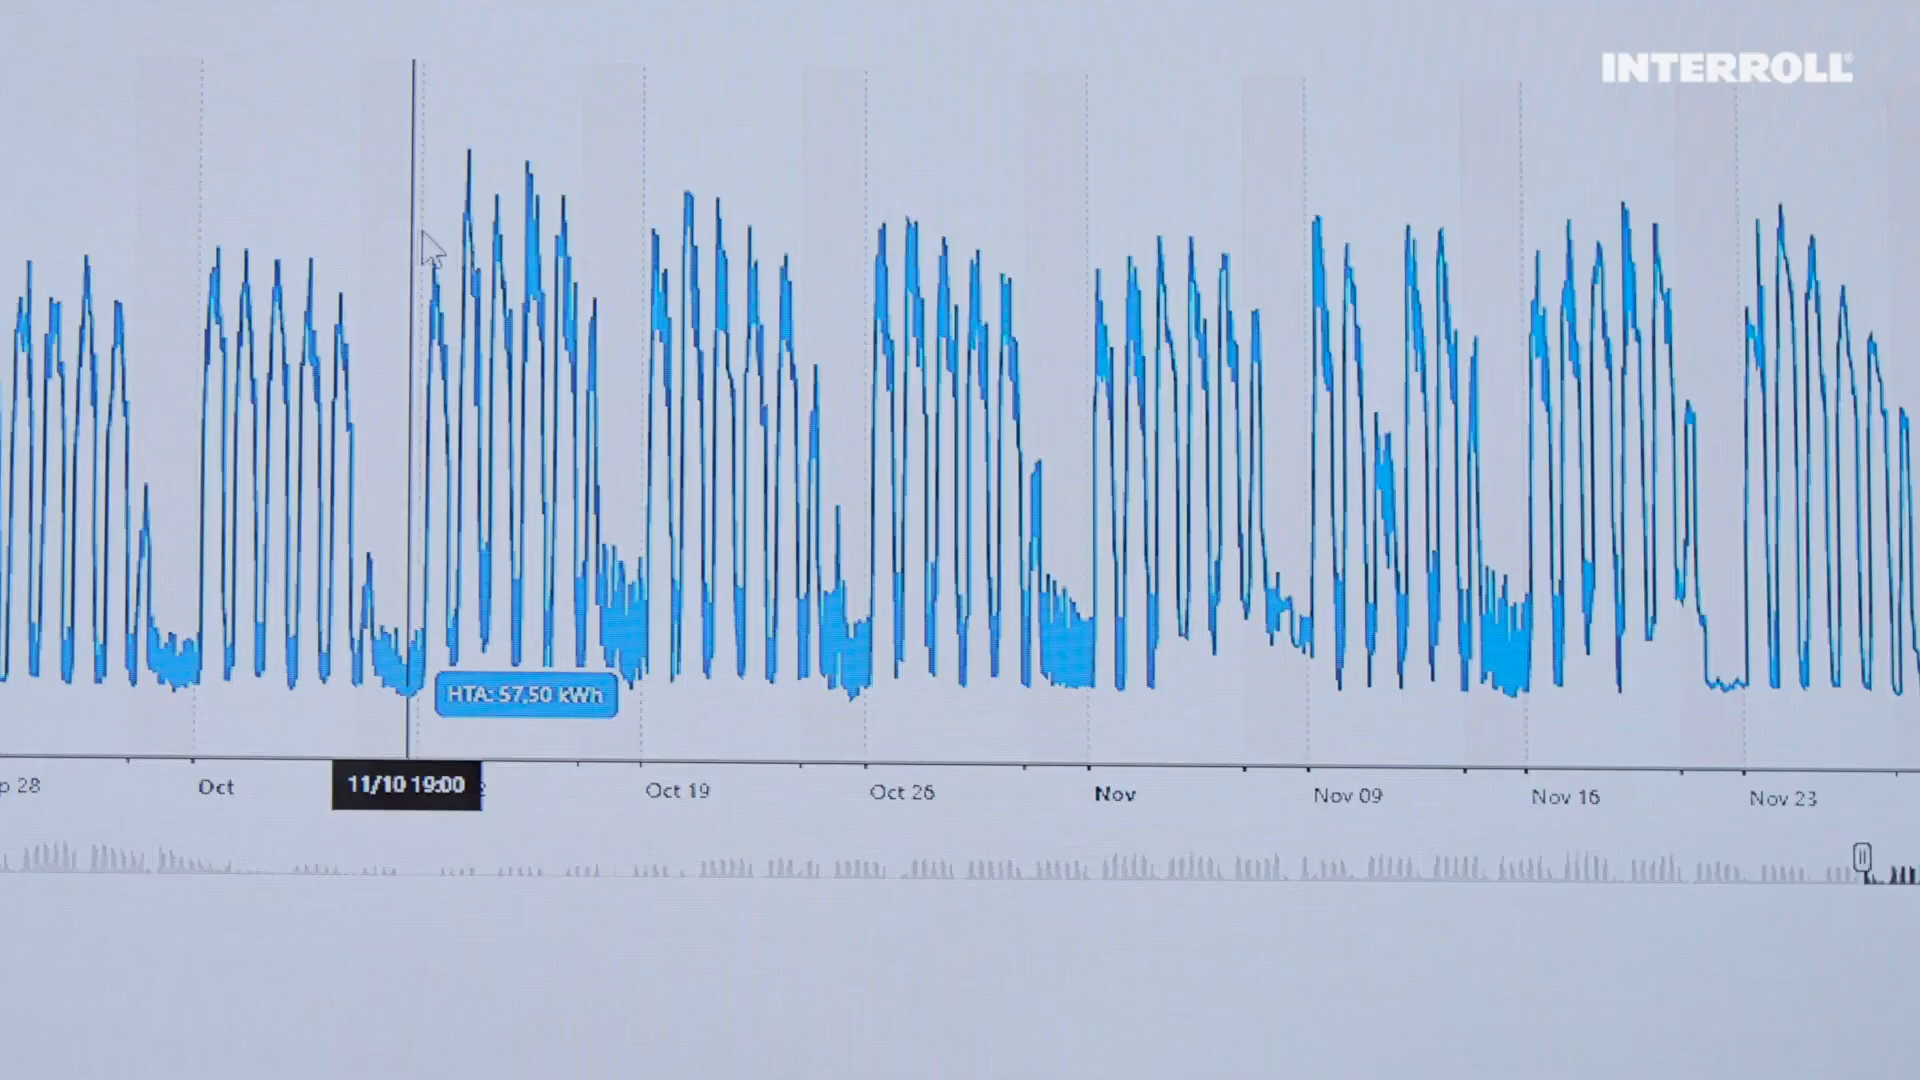 INTERROLL
HTA: 57,50 kWh
p 28
Oct
11/10 19:00
Oct 19
Oct 26
Nov
Nov 09
Nov 16
Nov 23